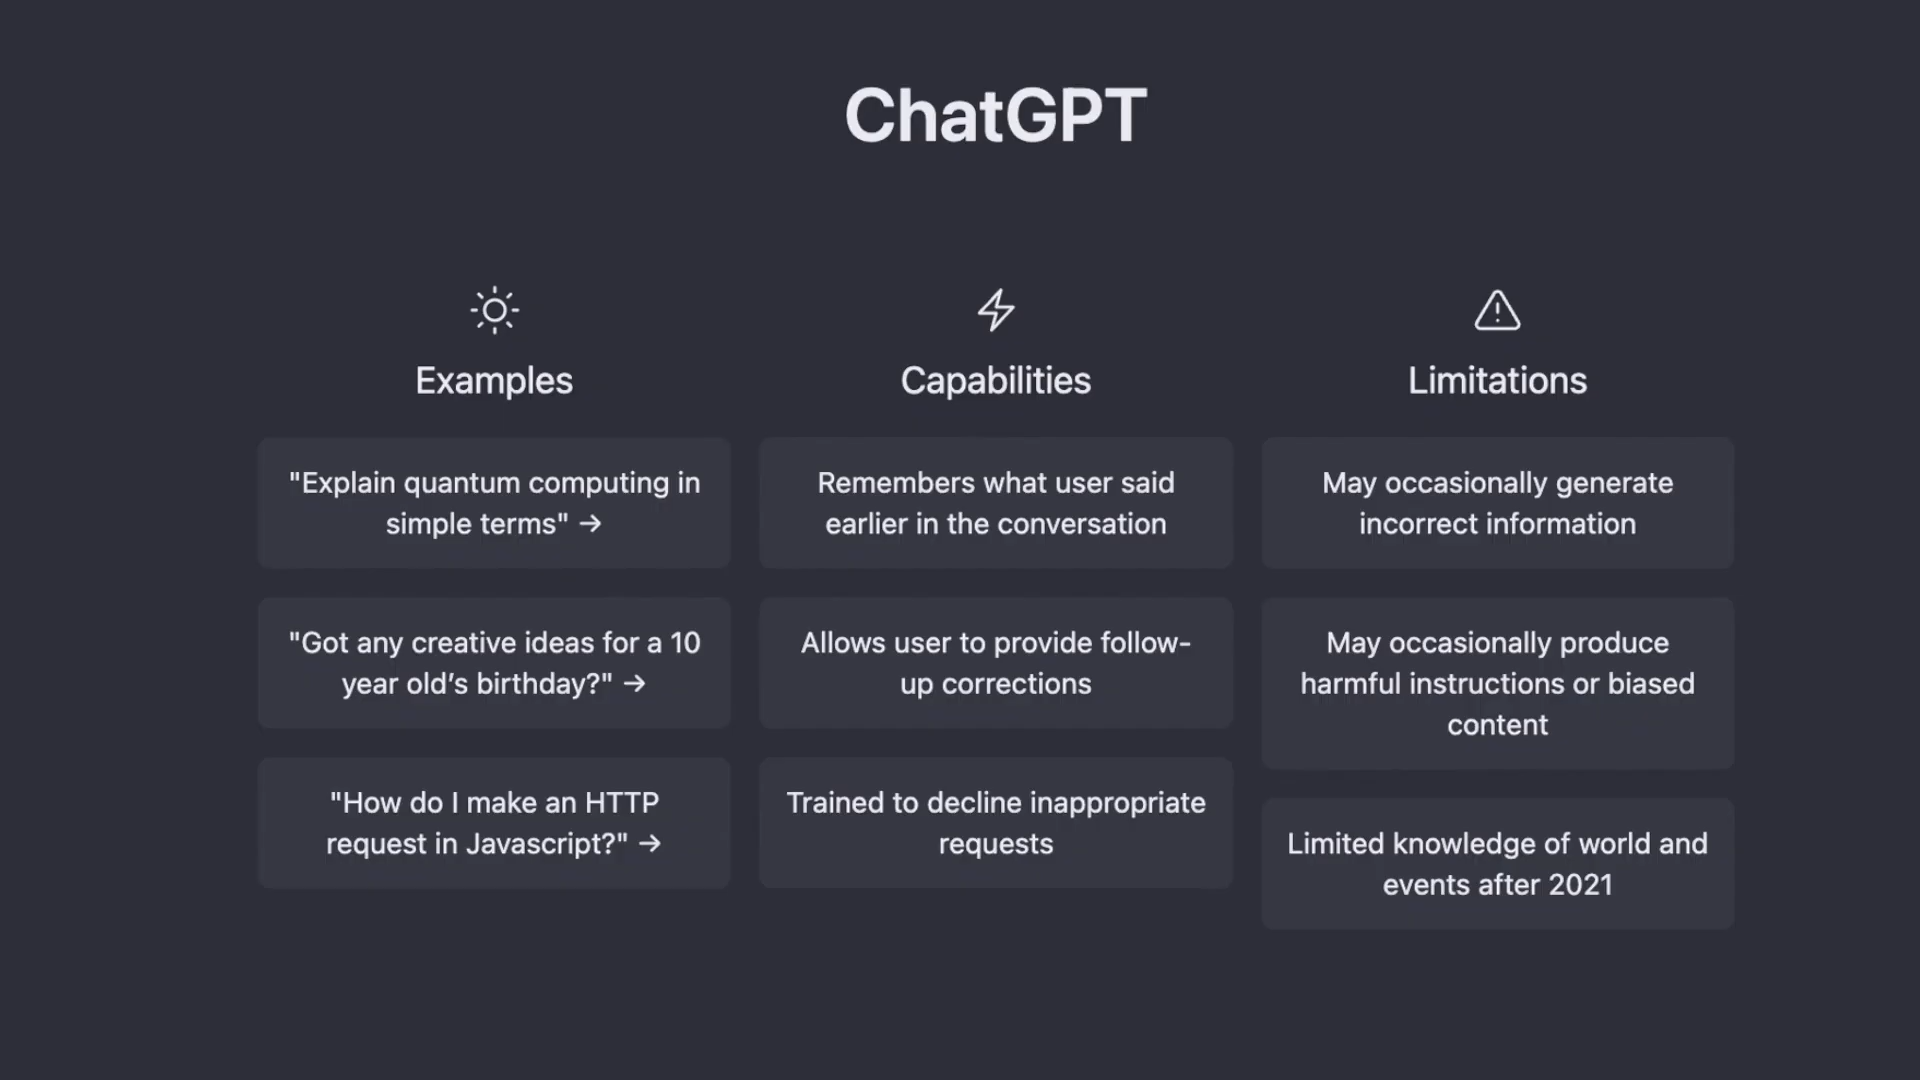 ChatGPT
Examples
"Explain quantum computing in
simple terms" →
"Got any creative ideas for a 10
year old’s birthday?" →
"How do I make an HTTP
request in Javascript?" →
Capabilities
Remembers what user said
earlier in the conversation
Allows user to provide follow-
up corrections
Trained to decline inappropriate
requests
Limitations
May occasionally generate
incorrect information
May occasionally produce
harmful instructions or biased
content
Limited knowledge of world and
events after 2021